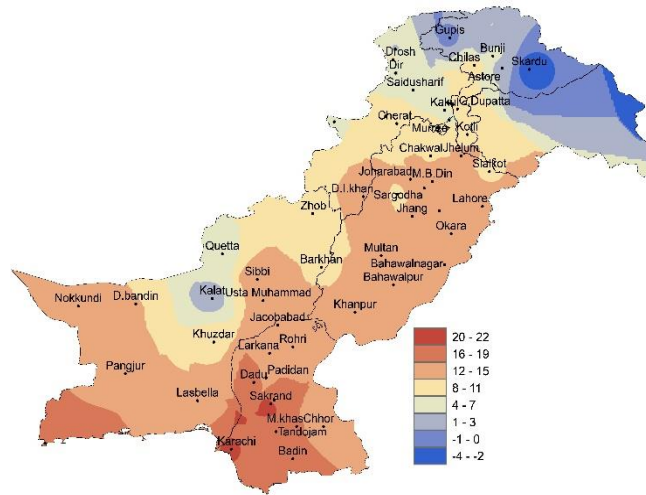 Gupis
Drosh
Bunji
Dir
Chilas
Skardu
Astore
Saidusharif
Kakul
G.Dupatta
Cherat
Murree
Kotli
Chakwal
Jhelum
Sialkot
Joharabad
M.B.Din
D.I.khan
Sargodha
Zhob
Jhang
Lahore
Okara
Quetta
Multan
Barkhan
Bahawalnagar
Sibbi
Bahawalpur
Kalat
Nokkundi
D.bandin
Usta Muhammad
Khanpur
Jacobabad
Khuzdar
Rohri
Larkana
Pangjur
Padidan
Dadu
Lasbella
Sakrand
M.khas
Chhor
Tandojam
Karachi
Badin
20 - 22
16 - 19
12 - 15
8 - 11
4 - 7
1 - 3
-1 - 0
-4 - -2